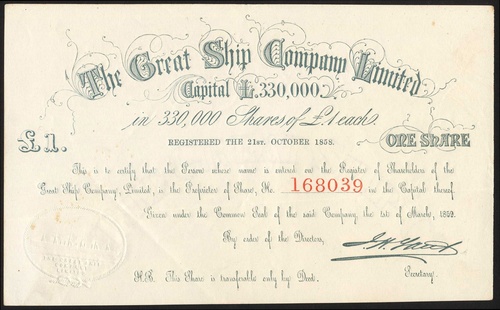 The Great Ship Company Limited
Capital £.330,000.
in 330,000 Shares of £.1 each.
REGISTERED THE 21ST. OCTOBER 1858.
£1.
ONE SHARE
This is to certify that the Person whose name is entered on the Register of Shareholders of the
Great Ship Company, Limited, is the Proprietor of Share, No. 168039 in the Capital thereof
Given under the Common Seal of the said Company, the 1st of March, 1859.
By order of the Directors,
Secretary.
N.B. This Share is transferable only by Deed.